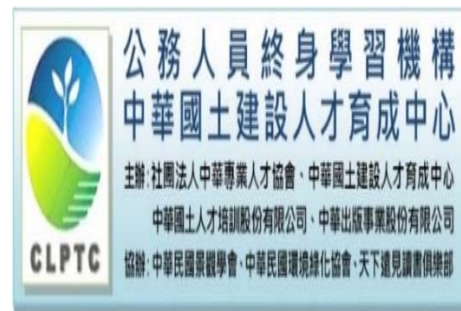 公務人員終身學習機構
中華國土建設人才育成中心
主辦:社團法人中華專業人才協會、中華國土建設人才育成中心
中華國土人才培訓股份有限公司、中華出版事業股份有限公司
協辦:中華民國景觀學會、中華民國環境綠化協會、天下遠見讀書俱樂部
CLPTC